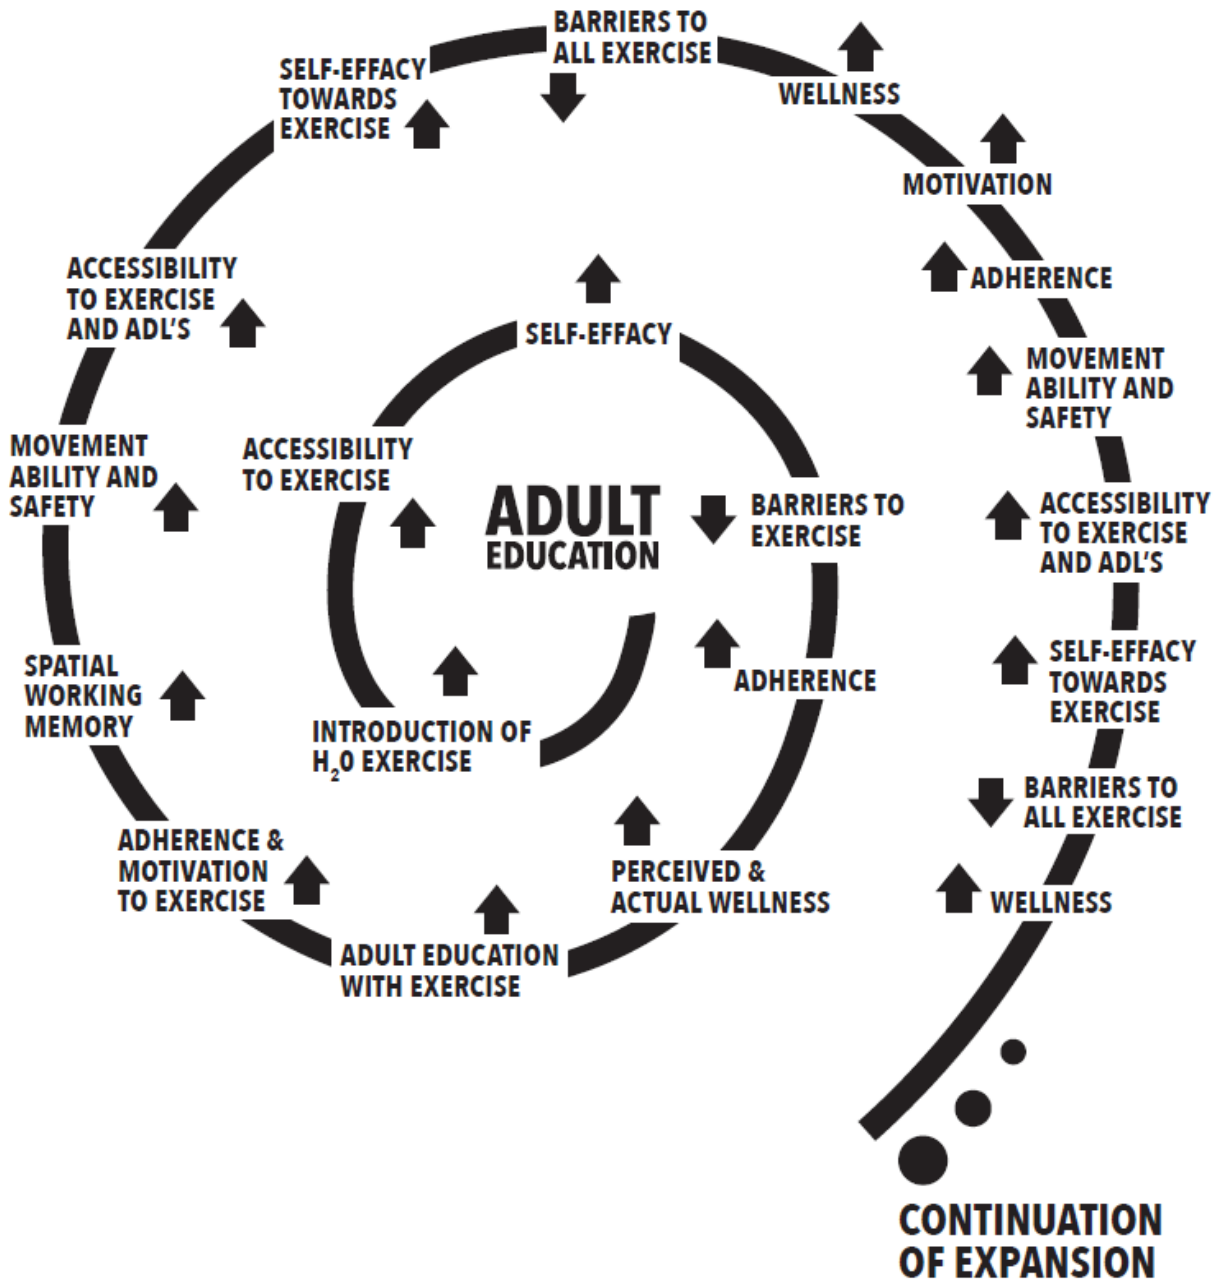 ADULT
EDUCATION
INTRODUCTION OF
H₂0 EXERCISE
ACCESSIBILITY
TO EXERCISE
SELF-EFFACY
BARRIERS TO
EXERCISE
ADHERENCE
PERCEIVED &
ACTUAL WELLNESS
ADULT EDUCATION
WITH EXERCISE
ADHERENCE &
MOTIVATION
TO EXERCISE
SPATIAL
WORKING
MEMORY
MOVEMENT
ABILITY AND
SAFETY
ACCESSIBILITY
TO EXERCISE
AND ADL'S
SELF-EFFACY
TOWARDS
EXERCISE
BARRIERS TO
ALL EXERCISE
WELLNESS
MOTIVATION
ADHERENCE
MOVEMENT
ABILITY AND
SAFETY
ACCESSIBILITY
TO EXERCISE
AND ADL'S
SELF-EFFACY
TOWARDS
EXERCISE
BARRIERS TO
ALL EXERCISE
WELLNESS
CONTINUATION
OF EXPANSION